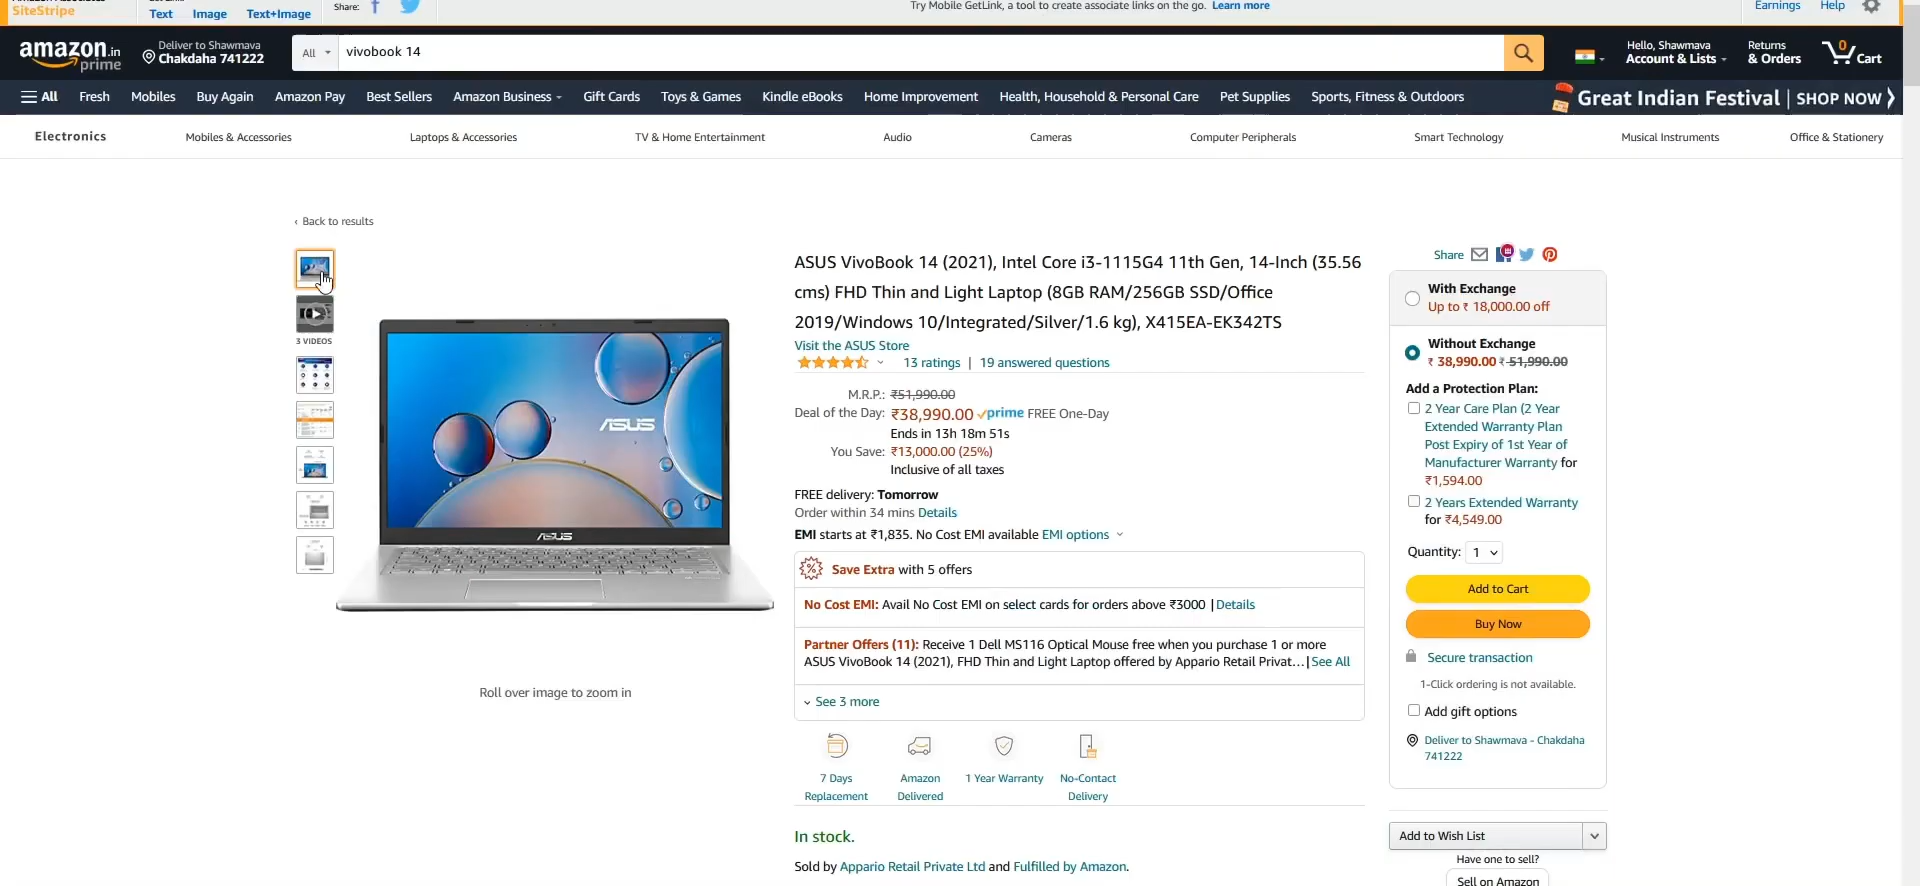 SiteStripe
Text Image Text+Image
Share:
Try Mobile GetLink, a tool to create associate links on the go. Learn more
Earnings Help
amazon.in
prime
Deliver to Shawmava
Chakdaha 741222
All
vivobook 14
Hello, Shawmava
Account & Lists
Returns
& Orders
0
Cart
All Fresh Mobiles Buy Again Amazon Pay Best Sellers Amazon Business Gift Cards Toys & Games Kindle eBooks Home Improvement Health, Household & Personal Care Pet Supplies Sports, Fitness & Outdoors
Great Indian Festival | SHOP NOW
Electronics Mobiles & Accessories Laptops & Accessories TV & Home Entertainment Audio Cameras Computer Peripherals Smart Technology Musical Instruments Office & Stationery
‹ Back to results
3 VIDEOS
ASUS
ASUS
Roll over image to zoom in
ASUS VivoBook 14 (2021), Intel Core i3-1115G4 11th Gen, 14-Inch (35.56
cms) FHD Thin and Light Laptop (8GB RAM/256GB SSD/Office
2019/Windows 10/Integrated/Silver/1.6 kg), X415EA-EK342TS
Visit the ASUS Store
13 ratings | 19 answered questions
M.R.P.: ₹51,990.00
Deal of the Day: ₹38,990.00 prime FREE One-Day
Ends in 13h 18m 51s
You Save: ₹13,000.00 (25%)
Inclusive of all taxes
FREE delivery: Tomorrow
Order within 34 mins Details
EMI starts at ₹1,835. No Cost EMI available EMI options
Save Extra with 5 offers
No Cost EMI: Avail No Cost EMI on select cards for orders above ₹3000 | Details
Partner Offers (11): Receive 1 Dell MS116 Optical Mouse free when you purchase 1 or more
ASUS VivoBook 14 (2021), FHD Thin and Light Laptop offered by Appario Retail Privat... | See All
See 3 more
7 Days
Replacement
Amazon
Delivered
1 Year Warranty
No-Contact
Delivery
In stock.
Sold by Appario Retail Private Ltd and Fulfilled by Amazon.
Share
With Exchange
Up to ₹ 18,000.00 off
Without Exchange
₹ 38,990.00 ₹ 51,990.00
Add a Protection Plan:
2 Year Care Plan (2 Year
Extended Warranty Plan
Post Expiry of 1st Year of
Manufacturer Warranty for
₹1,594.00
2 Years Extended Warranty
for ₹4,549.00
Quantity: 1
Add to Cart
Buy Now
Secure transaction
1-Click ordering is not available.
Add gift options
Deliver to Shawmava - Chakdaha
741222
Add to Wish List
Have one to sell?
Sell on Amazon